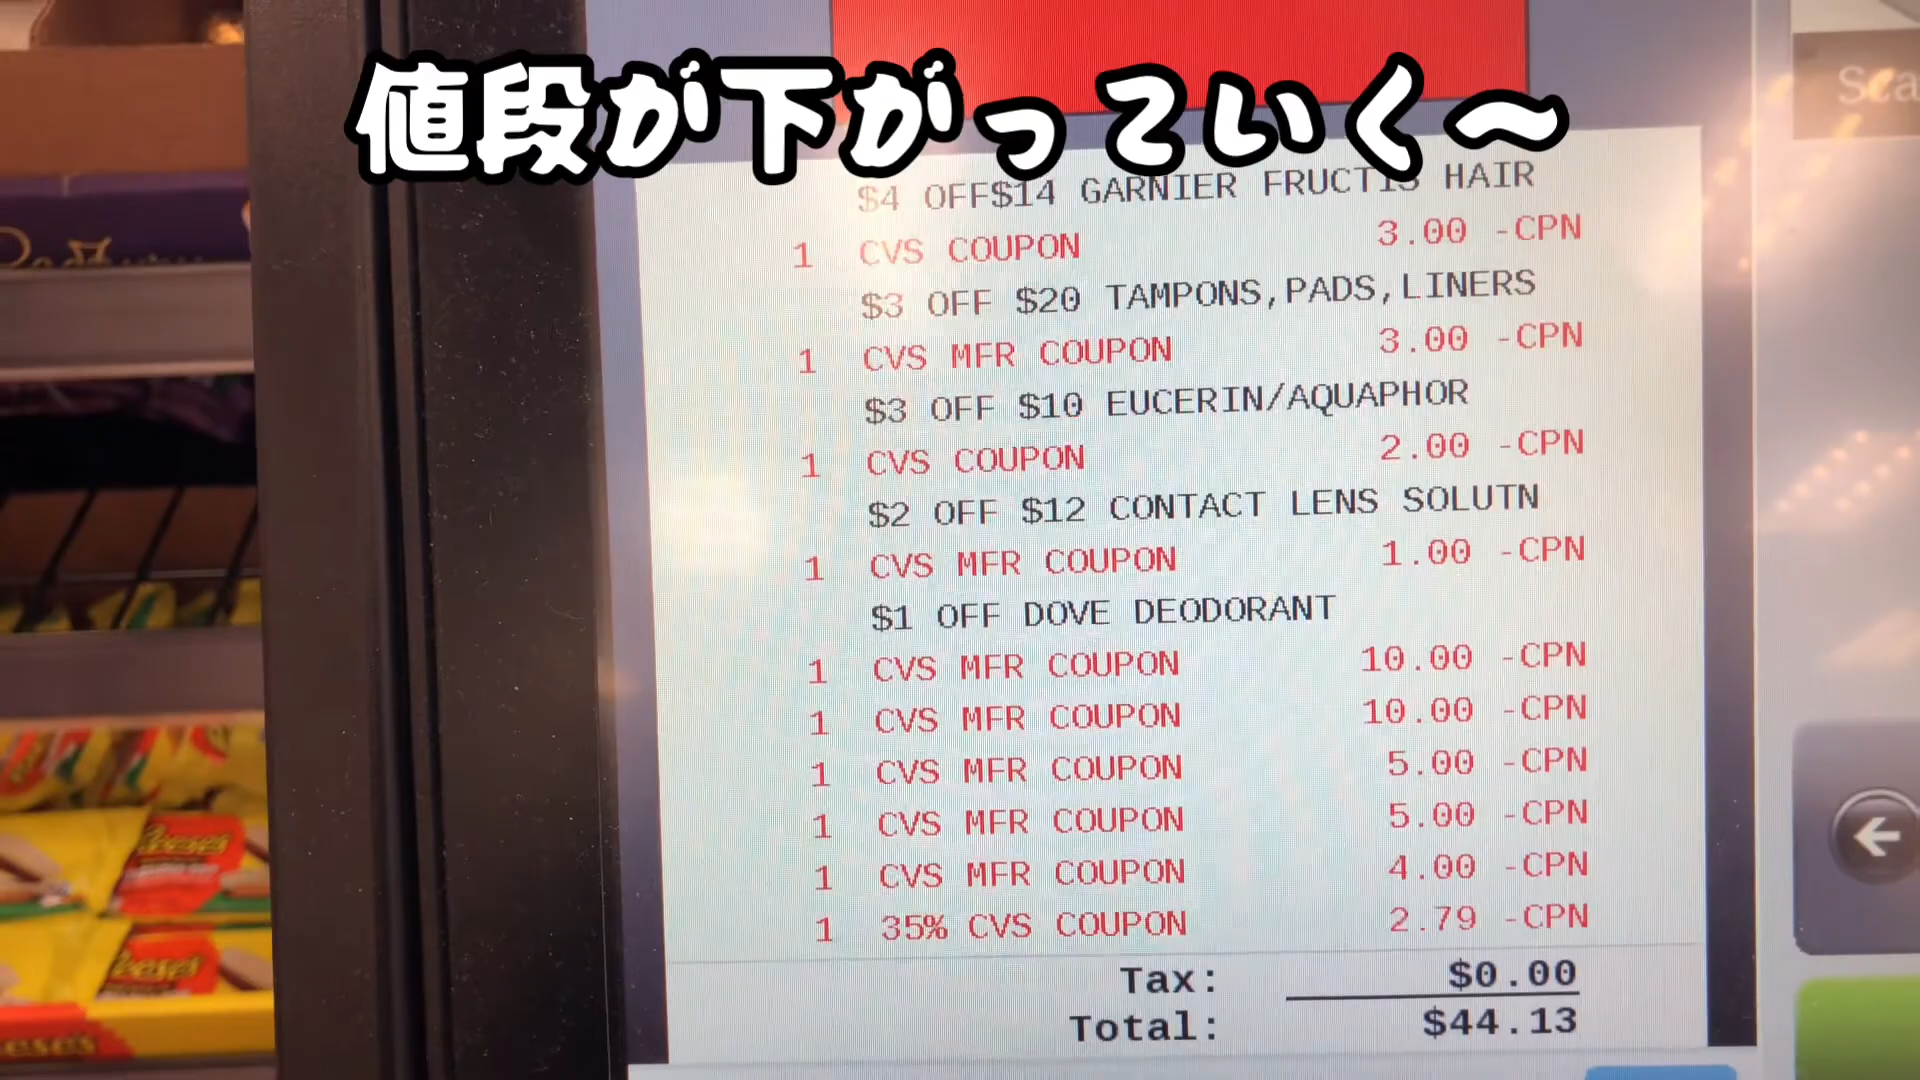 値段が下がっていく～
Sca
$4 OFF$14 GARNIER FRUCTIS HAIR
1 CVS COUPON 3.00 -CPN
$3 OFF $20 TAMPONS,PADS,LINERS
1 CVS MFR COUPON 3.00 -CPN
$3 OFF $10 EUCERIN/AQUAPHOR
1 CVS COUPON 2.00 -CPN
$2 OFF $12 CONTACT LENS SOLUTN
1 CVS MFR COUPON 1.00 -CPN
$1 OFF DOVE DEODORANT
1 CVS MFR COUPON 10.00 -CPN
1 CVS MFR COUPON 10.00 -CPN
1 CVS MFR COUPON 5.00 -CPN
1 CVS MFR COUPON 5.00 -CPN
1 CVS MFR COUPON 4.00 -CPN
1 35% CVS COUPON 2.79 -CPN
Tax: $0.00
Total: $44.13
Reese's
Reese's